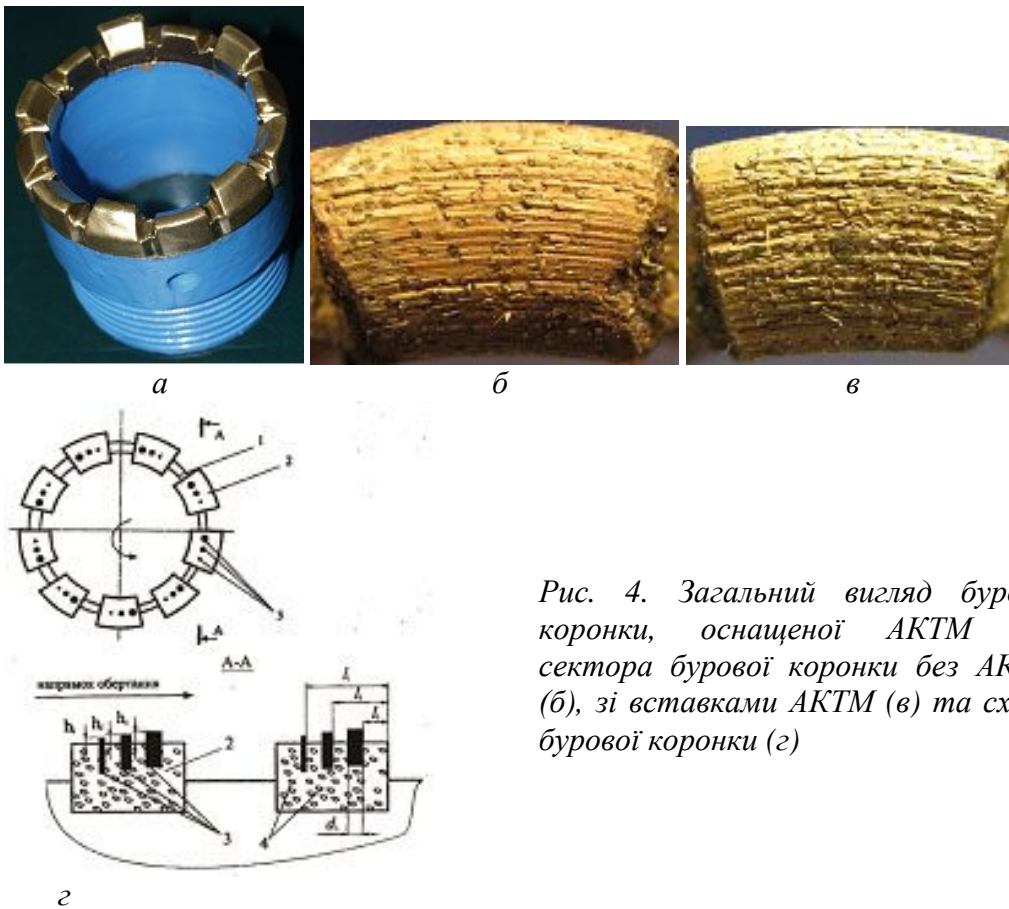 а
б
в
А
1
2
3
А
А-А
напрямок обертання
l
l
l
h
h
h
2
3
4
d
г
Рис. 4. Загальний вигляд бур
коронки, оснащеної АКТМ
сектора бурової коронки без АК
(б), зі вставками АКТМ (в) та сх
бурової коронки (г)